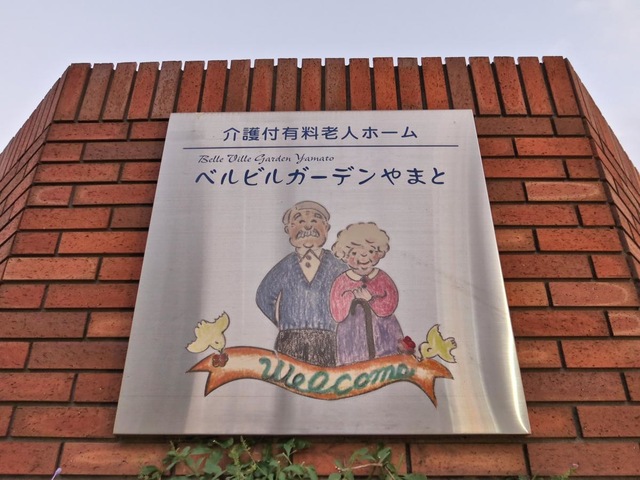 介護付有料老人ホーム
Belle Ville Garden Yamato
ベルビルガーデンやまと
Welcome